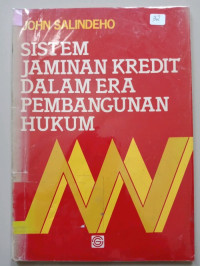 JOHN SALINDEHO
SISTEM
JAMINAN KREDIT
DALAM ERA
PEMBANGUNAN
HUKUM